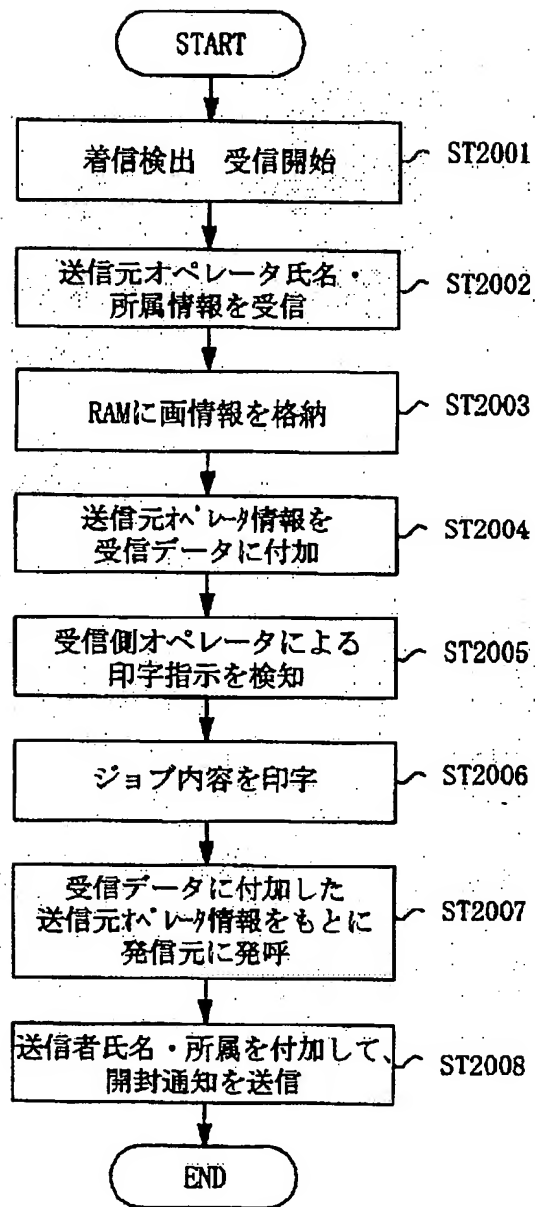 START
着信検出 受信開始
ST2001
送信元オペレータ氏名・
所属情報を受信
ST2002
RAMに画情報を格納
ST2003
送信元ｵﾍﾟﾚｰﾀ情報を
受信データに付加
ST2004
受信側オペレータによる
印字指示を検知
ST2005
ジョブ内容を印字
ST2006
受信データに付加した
送信元ｵﾍﾟﾚｰﾀ情報をもとに
発信元に発呼
ST2007
送信者氏名・所属を付加して、
開封通知を送信
ST2008
END